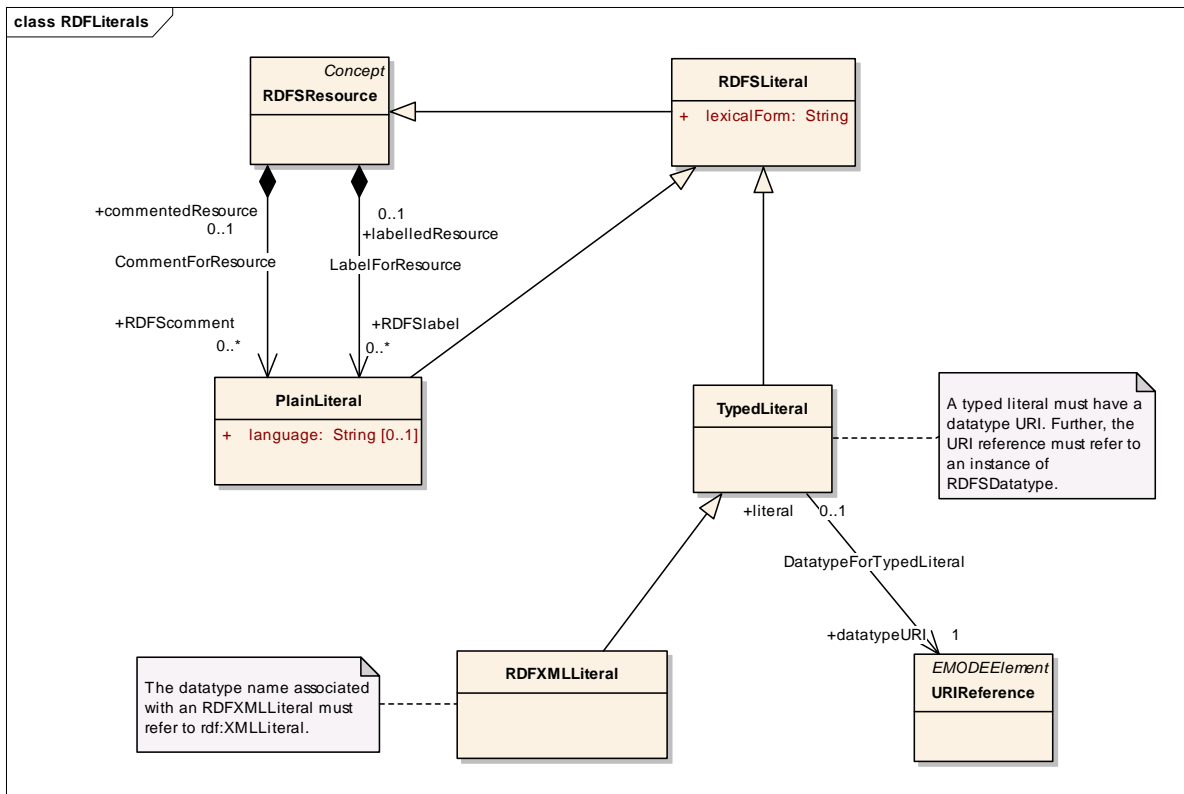 class RDFLiterals
Concept
RDFSResource
RDFSLiteral
+ lexicalForm: String
+commentedResource
0..1
0..1
+labelledResource
CommentForResource
LabelForResource
+RDFScomment
+RDFSlabel
0..*
0..*
PlainLiteral
+ language: String [0..1]
TypedLiteral
A typed literal must have a
datatype URI. Further, the
URI reference must refer to
an instance of
RDFSDatatype.
+literal
0..1
DatatypeForTypedLiteral
+datatypeURI
1
RDFXMLLiteral
The datatype name associated
with an RDFXMLLiteral must
refer to rdf:XMLLiteral.
EMODEElement
URIReference